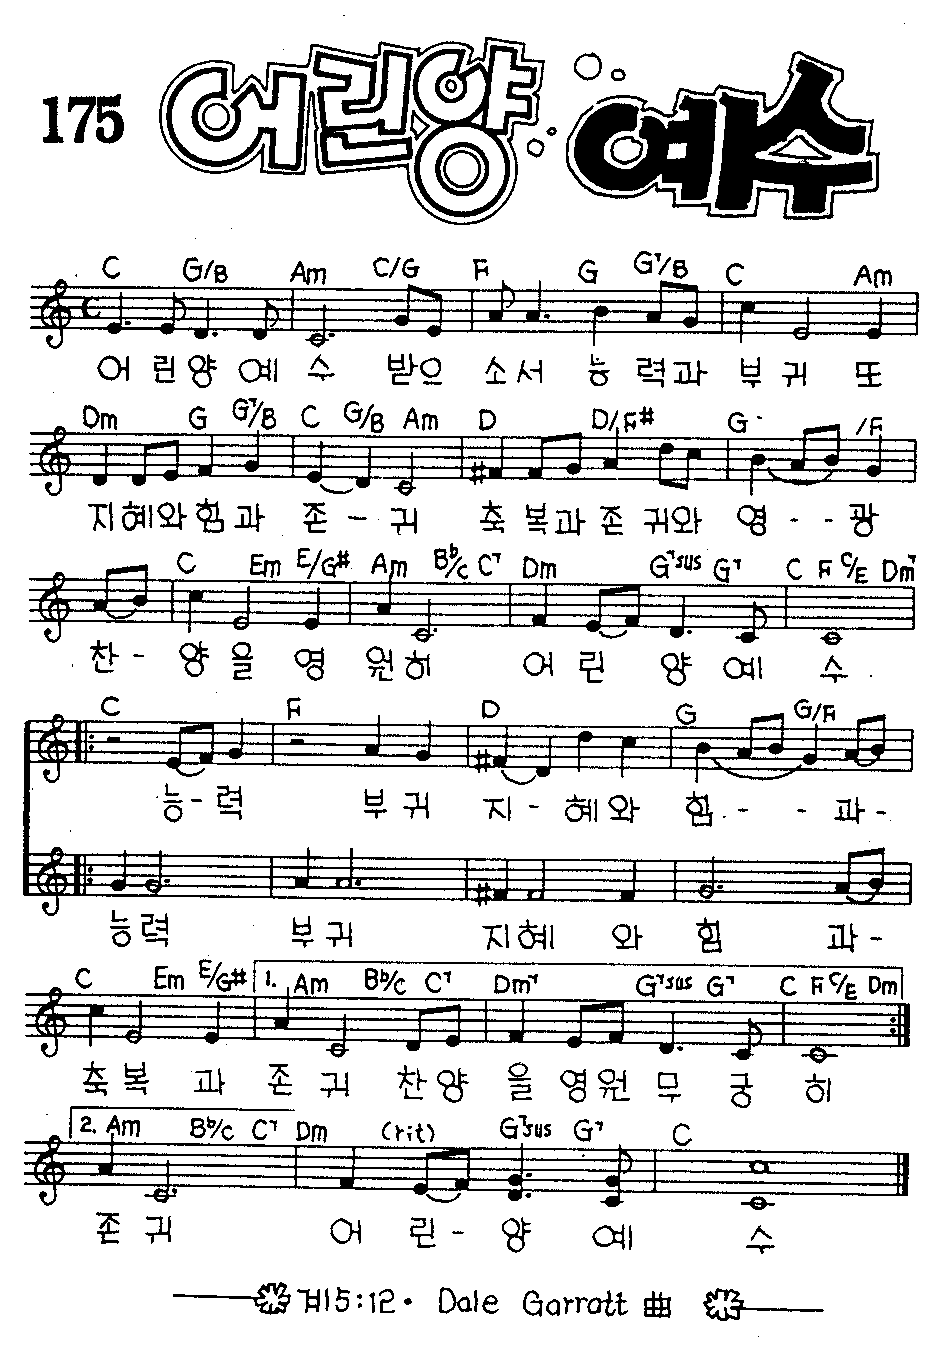 175 어린양 예수
C G/B Am C/G F G G7/B C Am
어 린 양 예 수 받으 소서 능 력과 부 귀 또
Dm G G7/B C G/B Am D D/F# G /F
지혜와힘과 존 - 귀 축 복과 존 귀와 영 - - 광
C Em E/G# Am Bb/C C7 Dm G7sus G7 C F C/E Dm7
찬 - 양 을 영 원히 어 린 양 예 수
C F D G G/F
능 - 력 부 귀 지 - 혜와 힘 - - 과 -
능 력 부 귀 지혜 와 힘 과 -
C Em E/G# 1. Am Bb/C C7 Dm7 G7sus G7 C F C/E Dm
축 복 과 존 귀 찬양 을 영원 무 궁 히
2. Am Bb/C C7 Dm (rit) G7sus G7 C
존 귀 어 린 - 양 예 수
계15:12 · Dale Garratt 曲